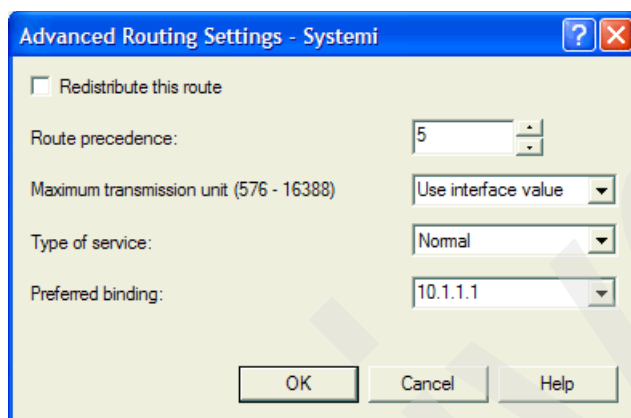 Advanced Routing Settings - Systemi
Redistribute this route
Route precedence: 5
Maximum transmission unit (576 - 16388) Use interface value
Type of service: Normal
Preferred binding: 10.1.1.1
OK Cancel Help